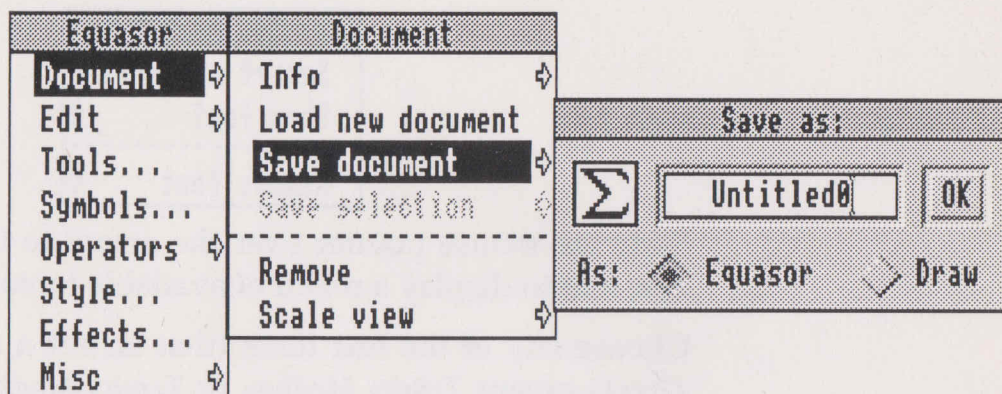 Equasor
Document
Edit
Tools...
Symbols...
Operators
Style...
Effects...
Misc
Document
Info
Load new document
Save document
Save selection
Remove
Scale view
Save as:
Σ
Untitled0
OK
As:
Equasor
Draw